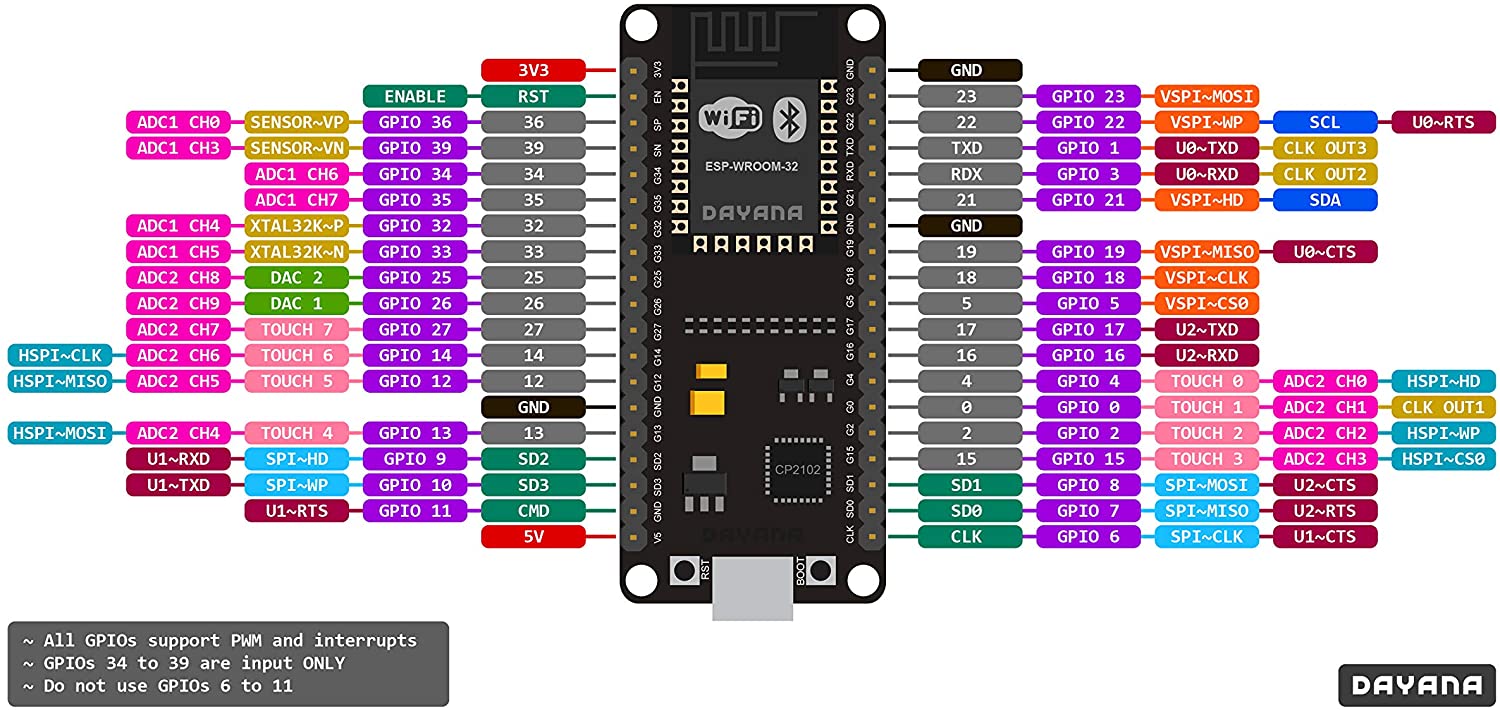 3V3 3V3 GND GND
ENABLE RST EN G23 23 GPIO 23 VSPI~MOSI
ADC1 CH0 SENSOR~VP GPIO 36 36 SP G22 22 GPIO 22 VSPI~WP SCL U0~RTS
ADC1 CH3 SENSOR~VN GPIO 39 39 SN TXD TXD GPIO 1 U0~TXD CLK OUT3
ADC1 CH6 GPIO 34 34 G34 RXD RDX GPIO 3 U0~RXD CLK OUT2
ADC1 CH7 GPIO 35 35 G35 G21 21 GPIO 21 VSPI~HD SDA
ADC1 CH4 XTAL32K~P GPIO 32 32 G32 GND GND
ADC1 CH5 XTAL32K~N GPIO 33 33 G33 G19 19 GPIO 19 VSPI~MISO U0~CTS
ADC2 CH8 DAC 2 GPIO 25 25 G25 G18 18 GPIO 18 VSPI~CLK
ADC2 CH9 DAC 1 GPIO 26 26 G26 G5 5 GPIO 5 VSPI~CS0
ADC2 CH7 TOUCH 7 GPIO 27 27 G27 G17 17 GPIO 17 U2~TXD
HSPI~CLK ADC2 CH6 TOUCH 6 GPIO 14 14 G14 G16 16 GPIO 16 U2~RXD
HSPI~MISO ADC2 CH5 TOUCH 5 GPIO 12 12 G12 G4 4 GPIO 4 TOUCH 0 ADC2 CH0 HSPI~HD
GND GND G0 0 GPIO 0 TOUCH 1 ADC2 CH1 CLK OUT1
HSPI~MOSI ADC2 CH4 TOUCH 4 GPIO 13 13 G13 G2 2 GPIO 2 TOUCH 2 ADC2 CH2 HSPI~WP
U1~RXD SPI~HD GPIO 9 SD2 SD2 G15 15 GPIO 15 TOUCH 3 ADC2 CH3 HSPI~CS0
U1~TXD SPI~WP GPIO 10 SD3 SD3 SD1 SD1 GPIO 8 SPI~MOSI U2~CTS
U1~RTS GPIO 11 CMD GND SD0 SD0 GPIO 7 SPI~MISO U2~RTS
5V V5 CLK CLK GPIO 6 SPI~CLK U1~CTS
WiFi
ESP-WROOM-32
DAYANA
CP2102
DAYANA
RST BOOT
~ All GPIOs support PWM and interrupts
~ GPIOs 34 to 39 are input ONLY
~ Do not use GPIOs 6 to 11
DAYANA